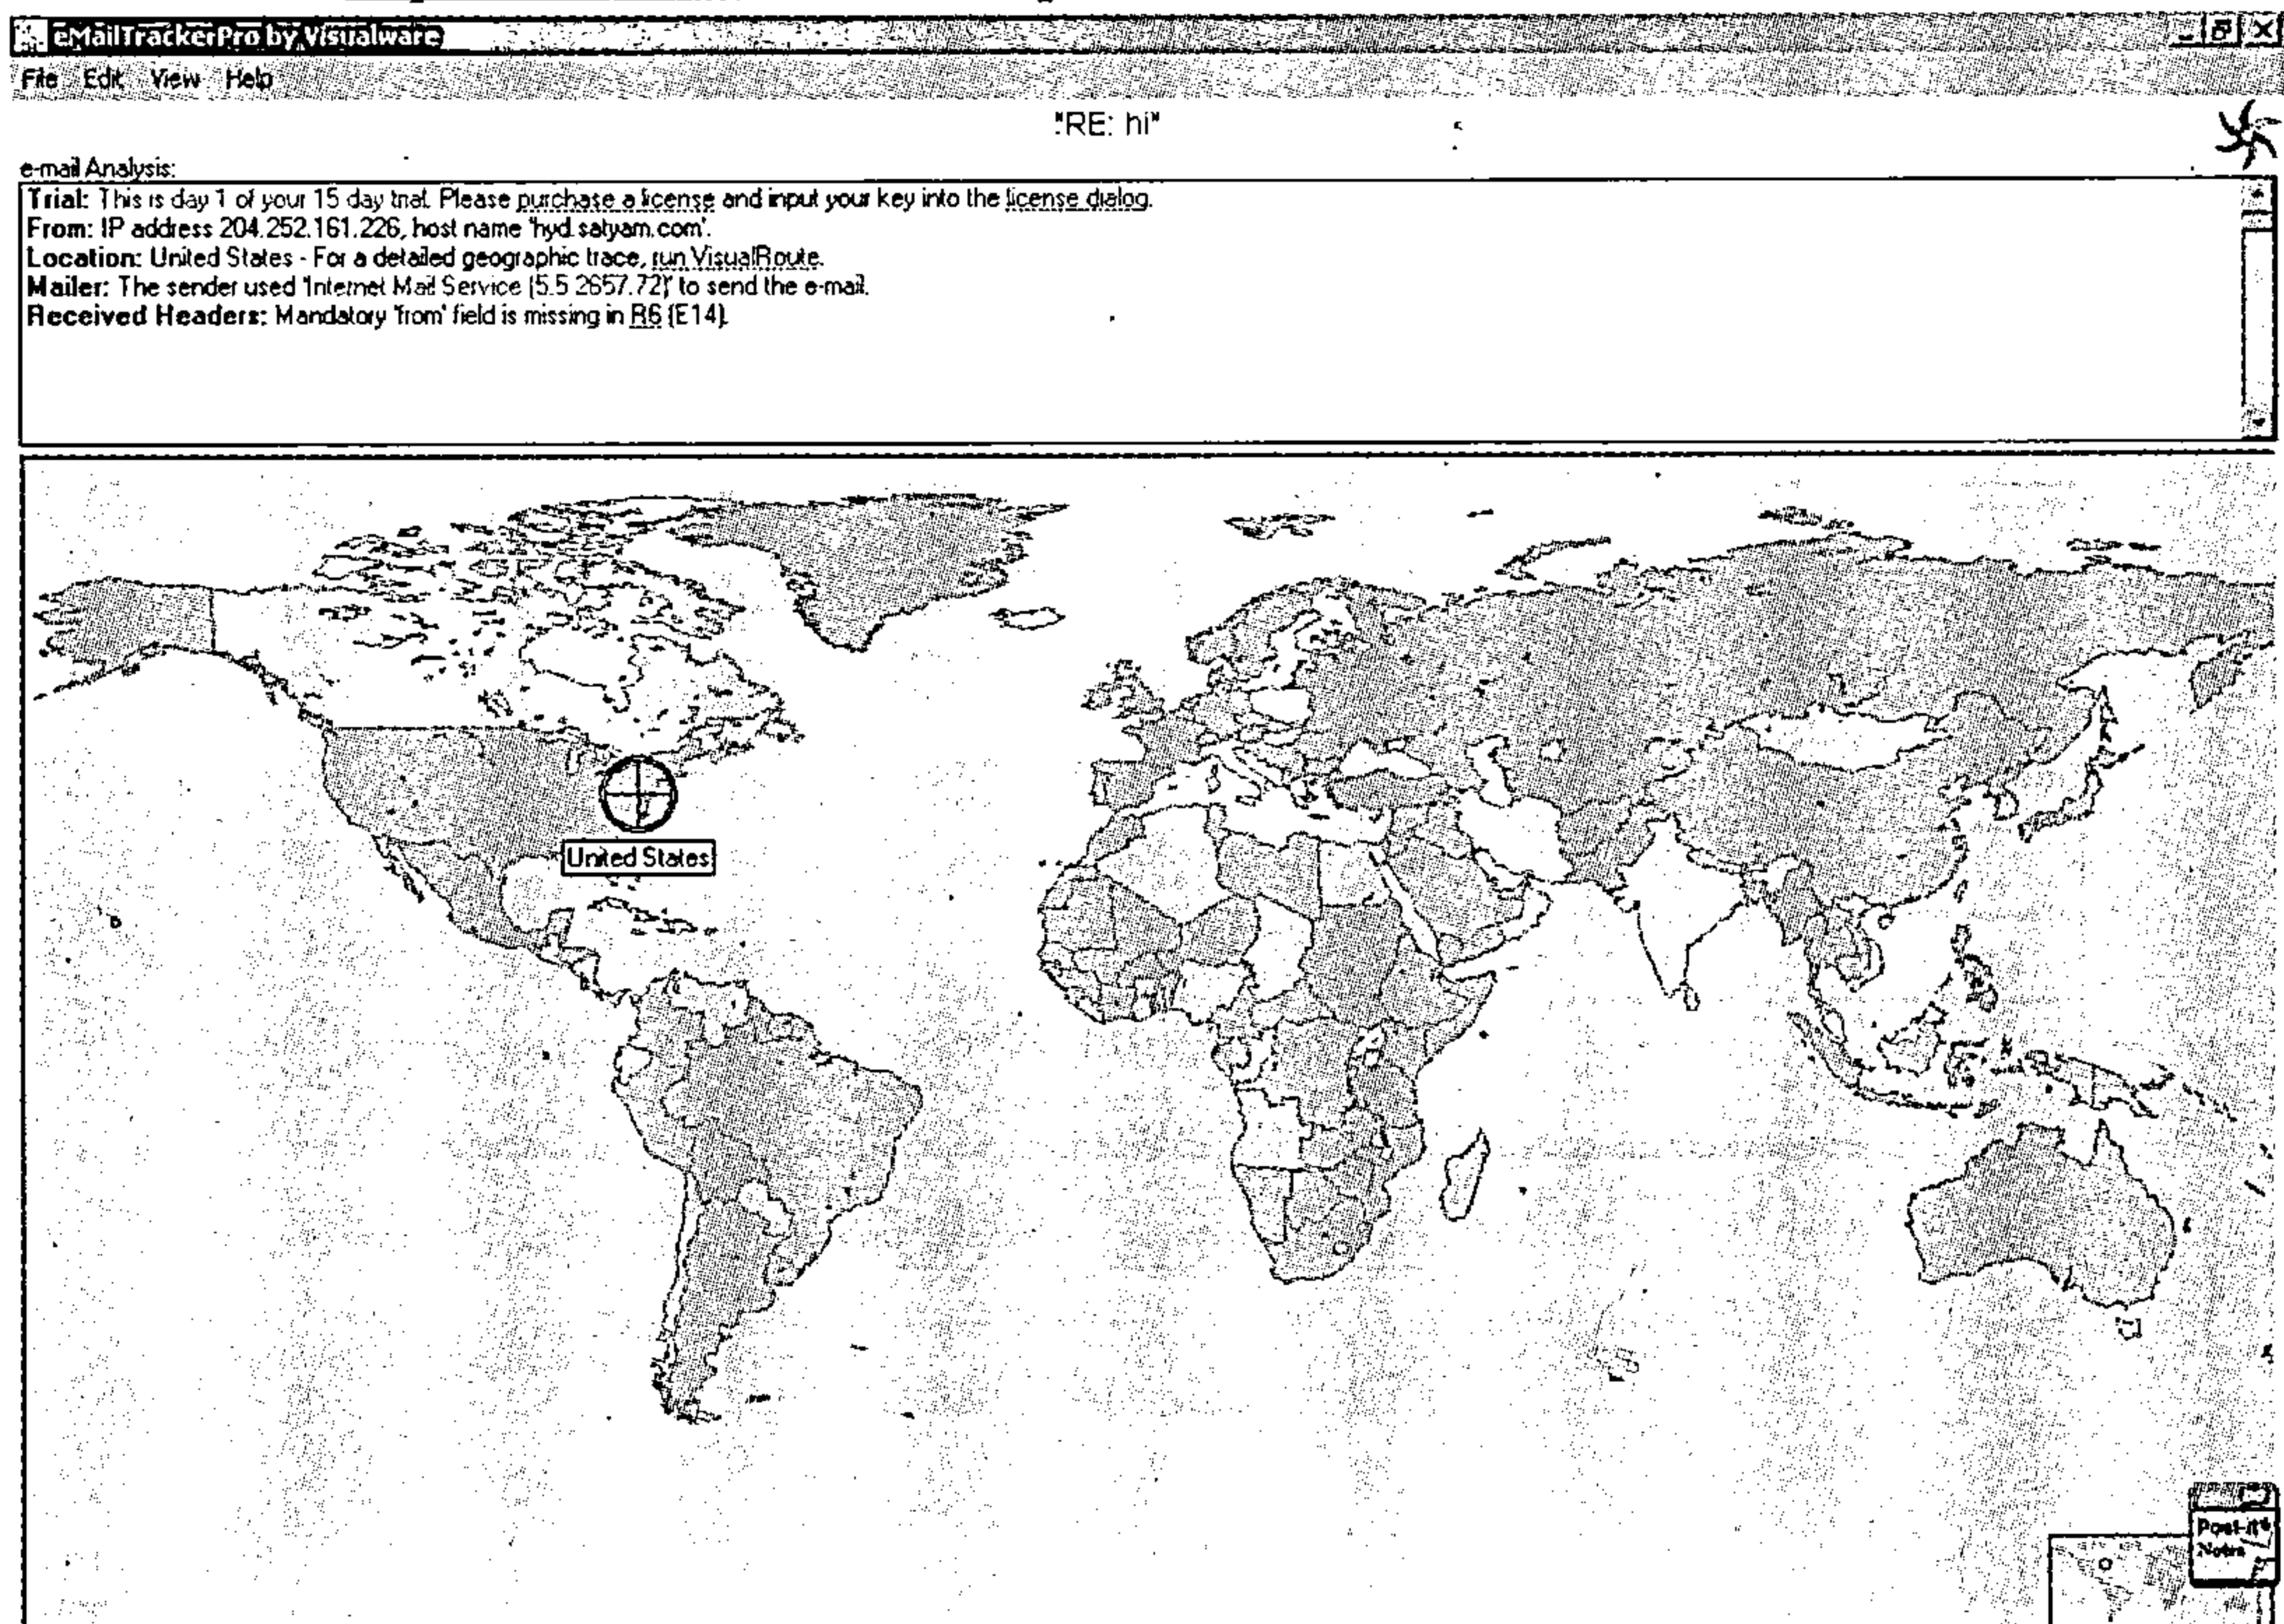 eMailTrackerPro by Visualware
File Edit View Help
"RE: hi"
e-mail Analysis:
Trial: This is day 1 of your 15 day trial. Please purchase a license and input your key into the license dialog.
From: IP address 204.252.161.226, host name 'hyd.satyam.com'.
Location: United States - For a detailed geographic trace, run VisualRoute.
Mailer: The sender used 'Internet Mail Service (5.5.2657.72)' to send the e-mail.
Received Headers: Mandatory 'from' field is missing in R6 (E14).
United States
Post-it®
Notes